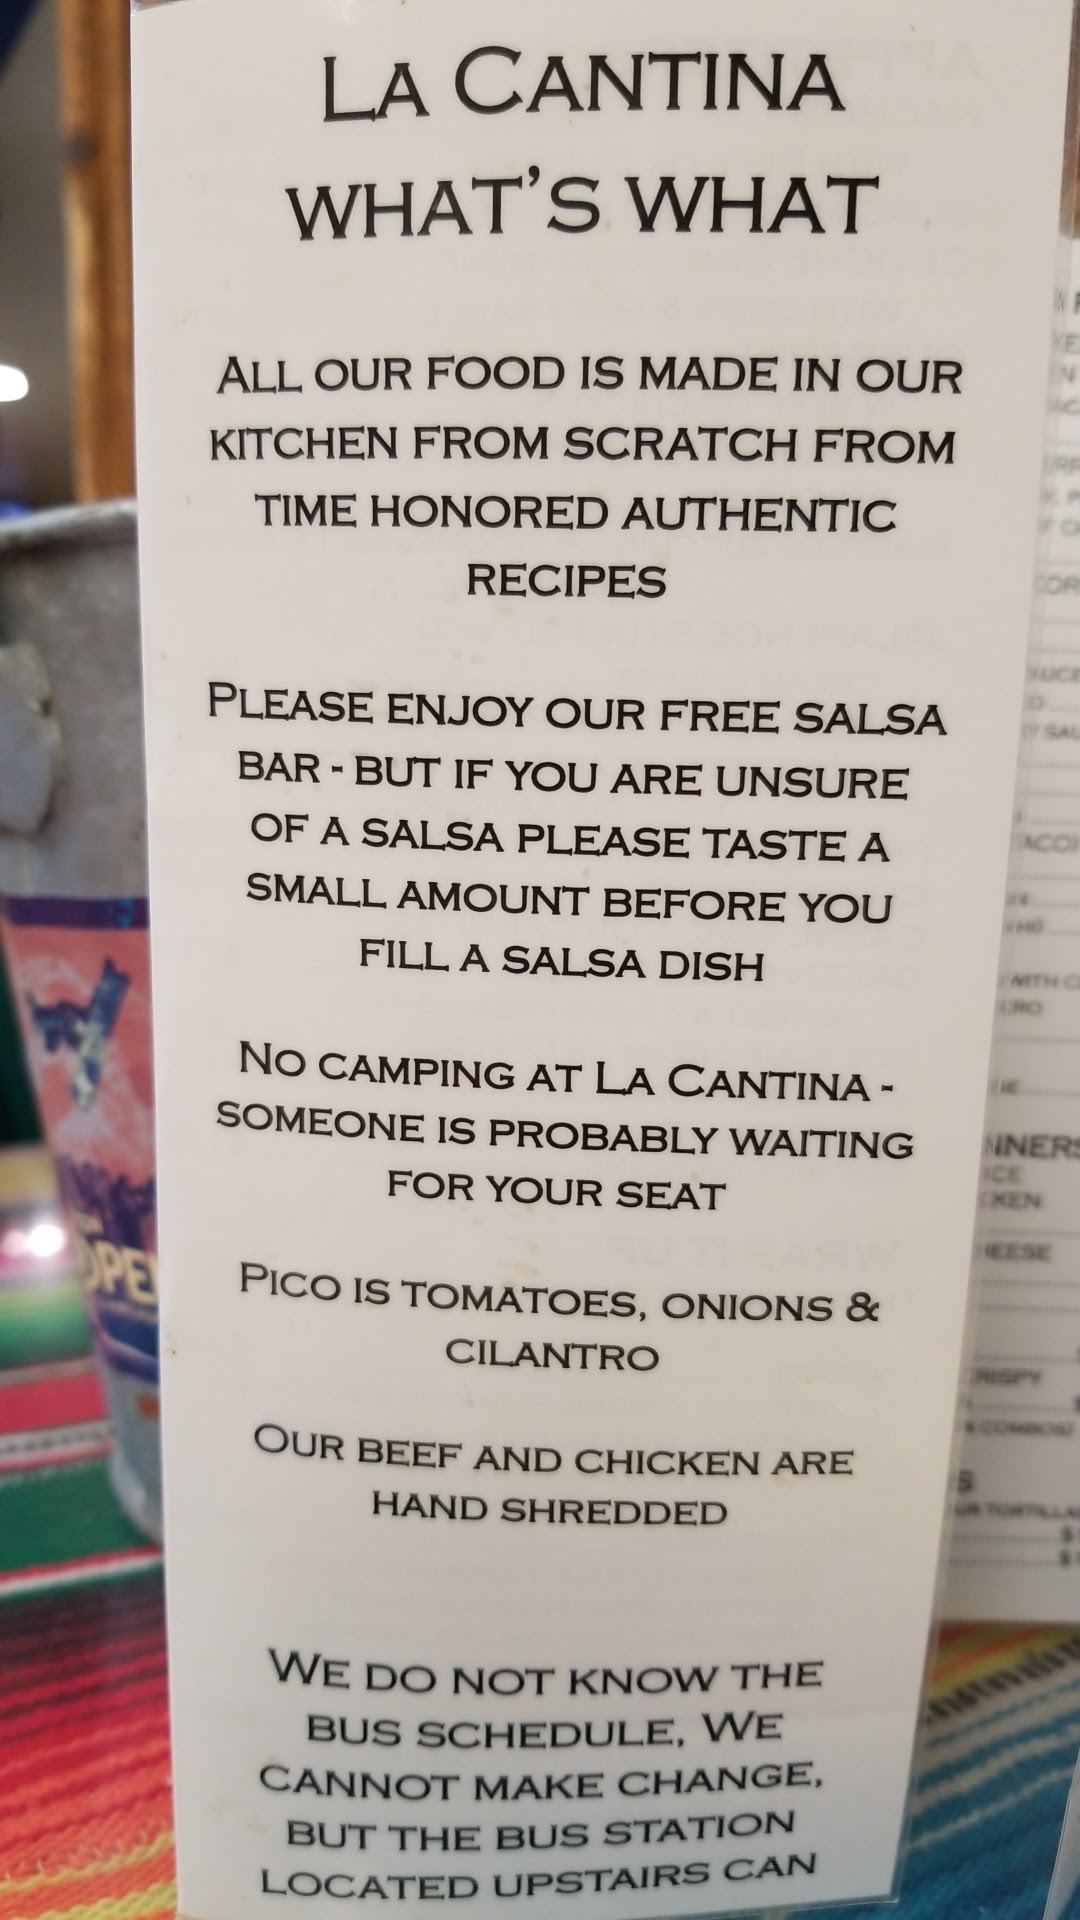 La Cantina
what's what
All our food is made in our
kitchen from scratch from
time honored authentic
recipes
Please enjoy our free salsa
bar - but if you are unsure
of a salsa please taste a
small amount before you
fill a salsa dish
No camping at La Cantina -
someone is probably waiting
for your seat
Pico is tomatoes, onions &
cilantro
Our beef and chicken are
hand shredded
We do not know the
bus schedule, We
cannot make change,
but the bus station
located upstairs can